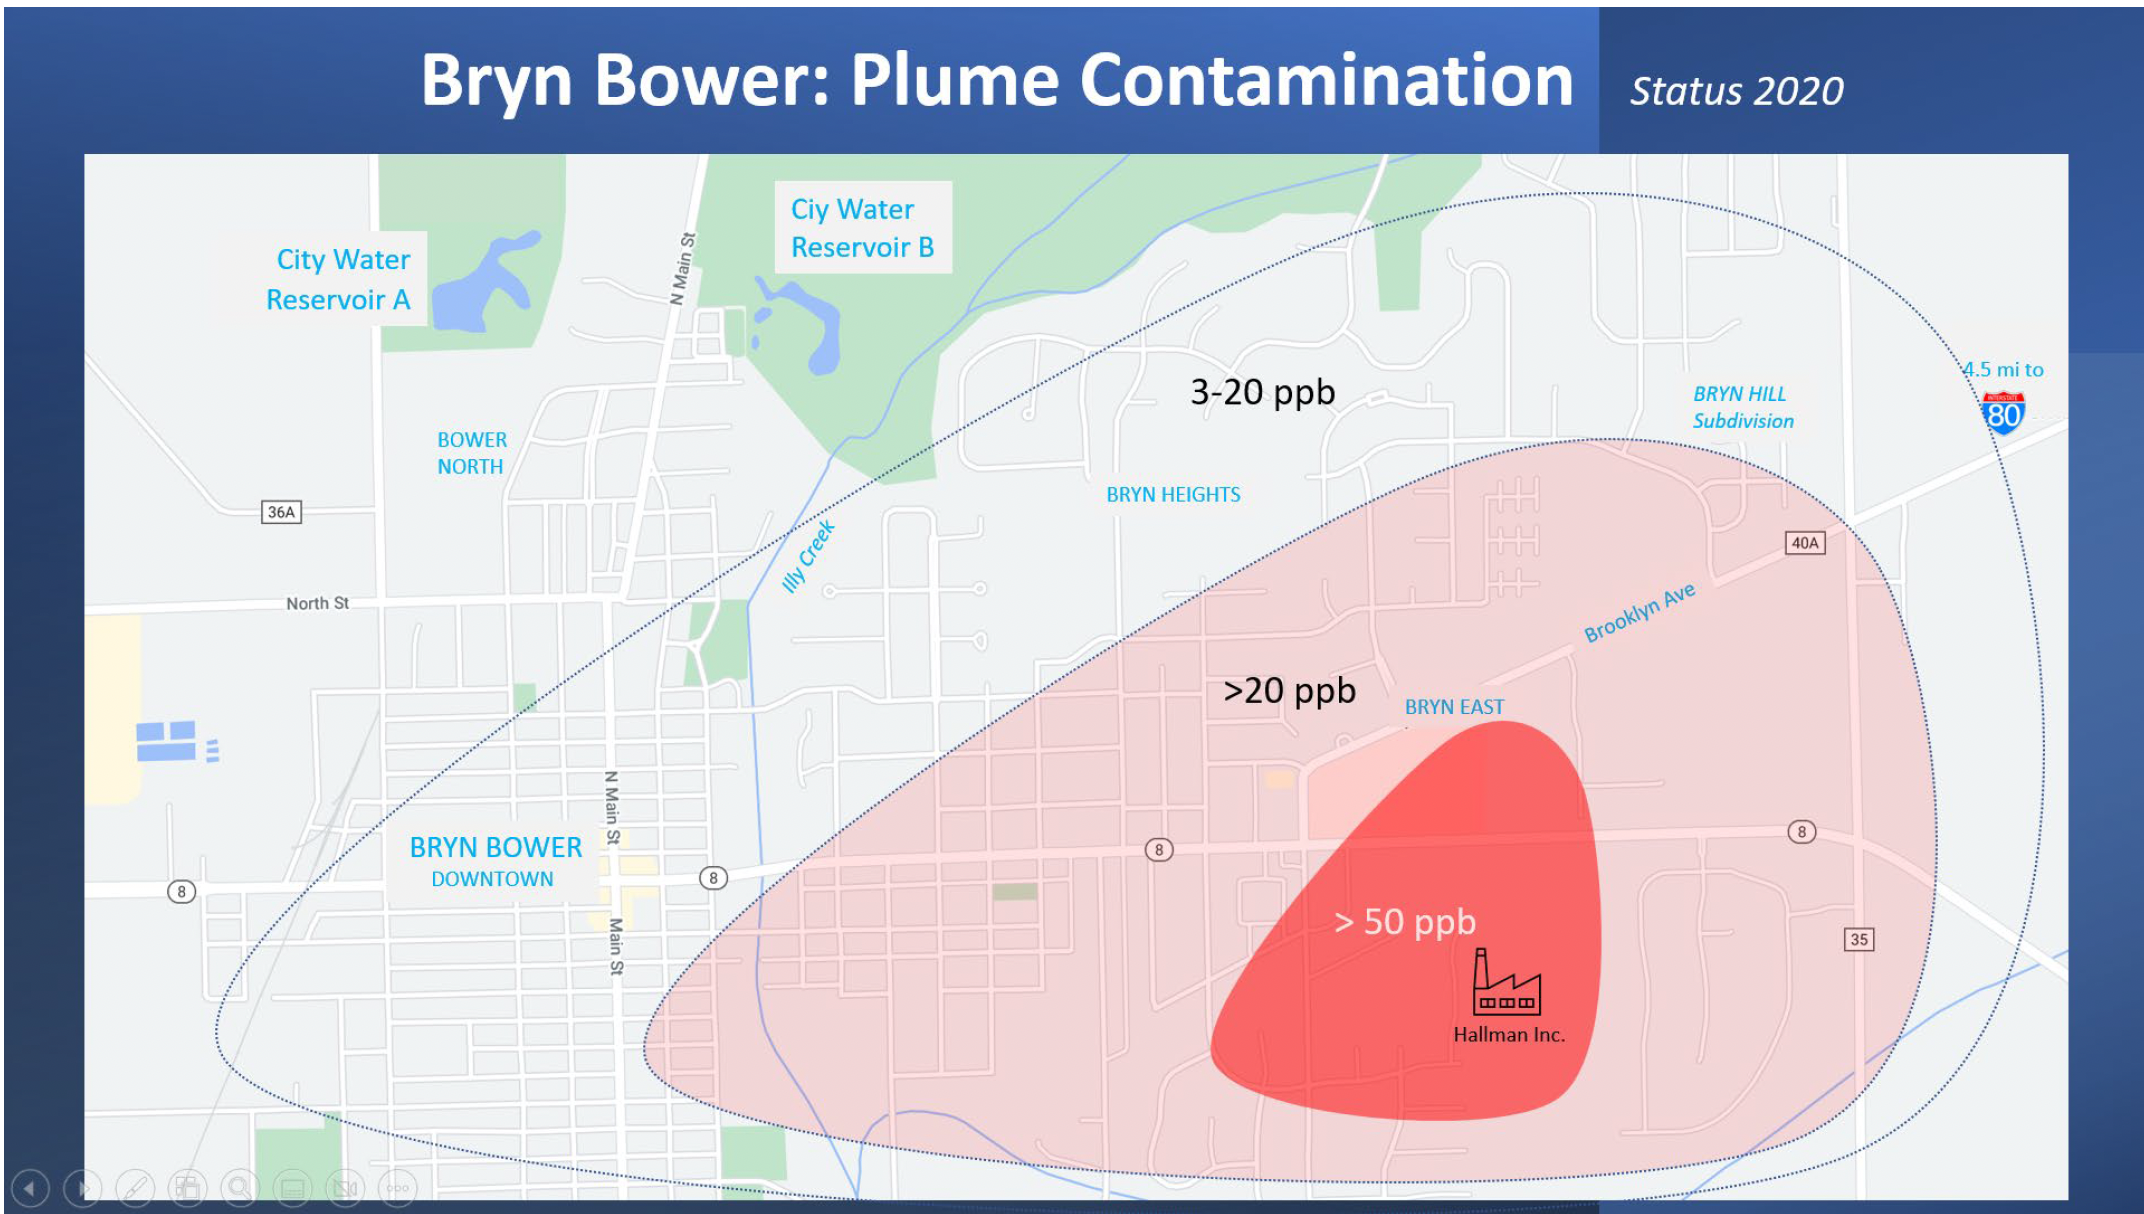 Bryn Bower: Plume Contamination
Status 2020
Ciy Water
Reservoir B
City Water
Reservoir A
N Main St
3-20 ppb
4.5 mi to
INTERSTATE
80
BRYN HILL
Subdivision
BOWER
NORTH
BRYN HEIGHTS
36A
Illy Creek
40A
North St
Brooklyn Ave
>20 ppb
BRYN EAST
N Main St
BRYN BOWER
DOWNTOWN
8
8
8
8
> 50 ppb
Main St
35
Hallman Inc.